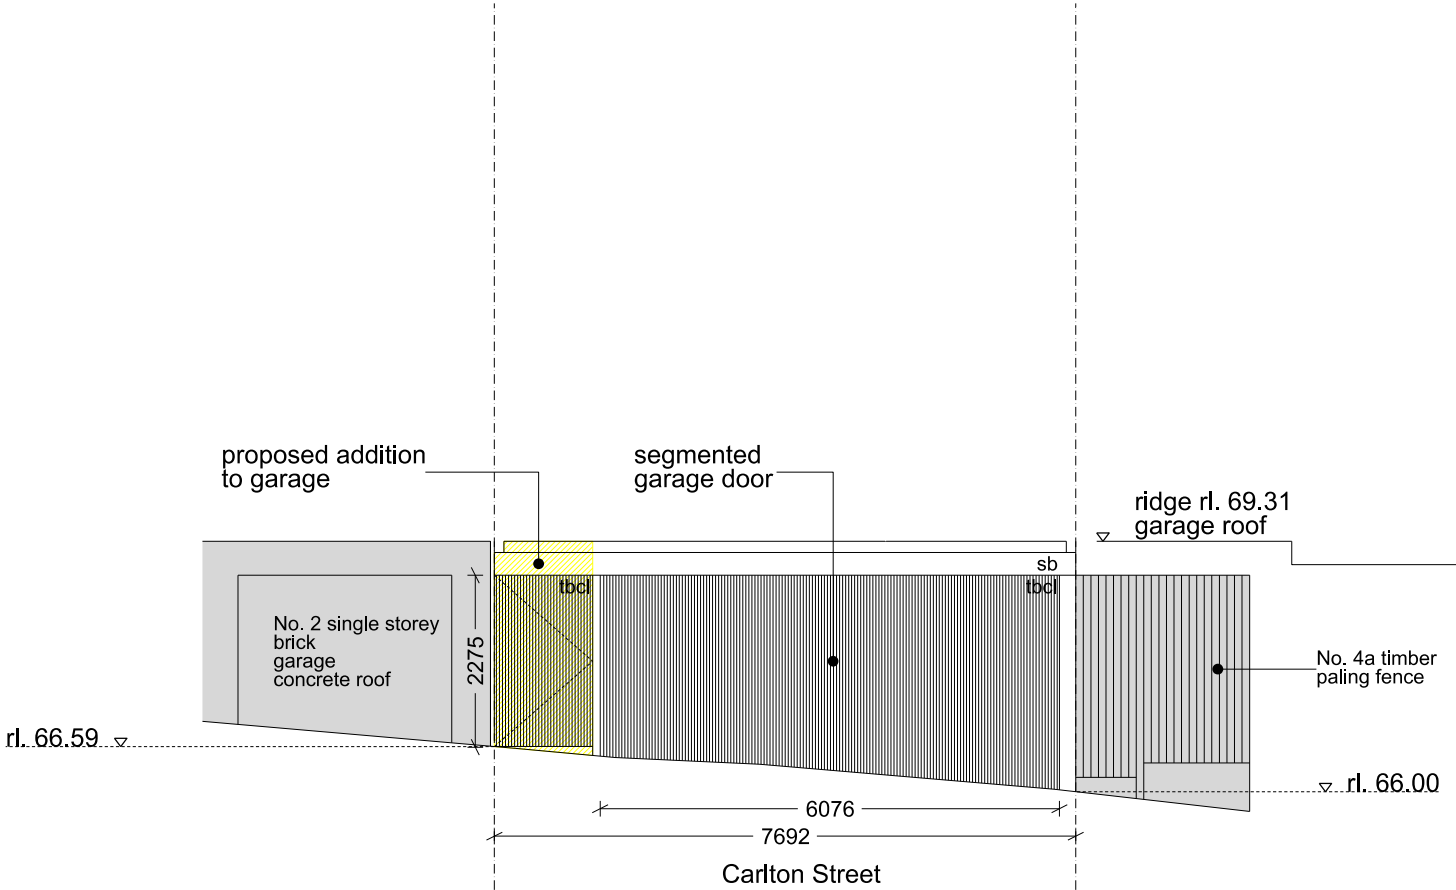 proposed addition
to garage
segmented
garage door
ridge rl. 69.31
garage roof
sb
tbcl
tbcl
No. 2 single storey
brick
garage
concrete roof
2275
No. 4a timber
paling fence
rl. 66.59
rl. 66.00
6076
7692
Carlton Street